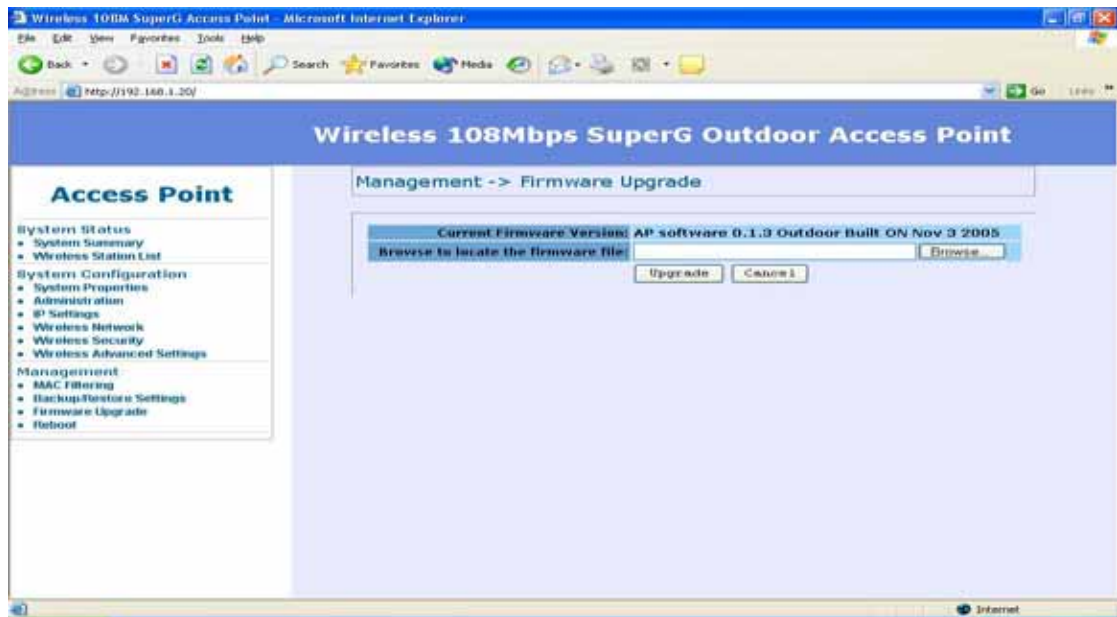 Wireless 108M SuperG Access Point - Microsoft Internet Explorer
File Edit View Favorites Tools Help
Back Search Favorites Media
Address http://192.168.1.20/ Go Links »
Wireless 108Mbps SuperG Outdoor Access Point
Access Point
System Status
System Summary
Wireless Station List
System Configuration
System Properties
Administration
IP Settings
Wireless Network
Wireless Security
Wireless Advanced Settings
Management
MAC Filtering
Backup/Restore Settings
Firmware Upgrade
Reboot
Management -> Firmware Upgrade
Current Firmware Version: AP software 0.1.3 Outdoor Built ON Nov 3 2005
Browse to locate the firmware file: Browse...
Upgrade Cancel
Internet